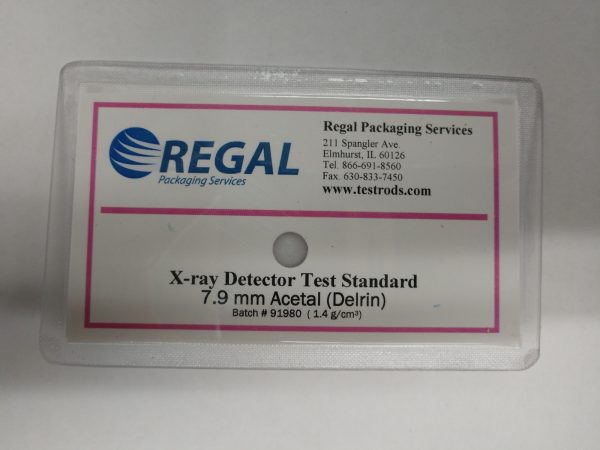 REGAL
Packaging Services
Regal Packaging Services
211 Spangler Ave.
Elmhurst, IL 60126
Tel. 866-691-8560
Fax. 630-833-7450
www.testrods.com
X-ray Detector Test Standard
7.9 mm Acetal (Delrin)
Batch # 91980 ( 1.4 g/cm³)